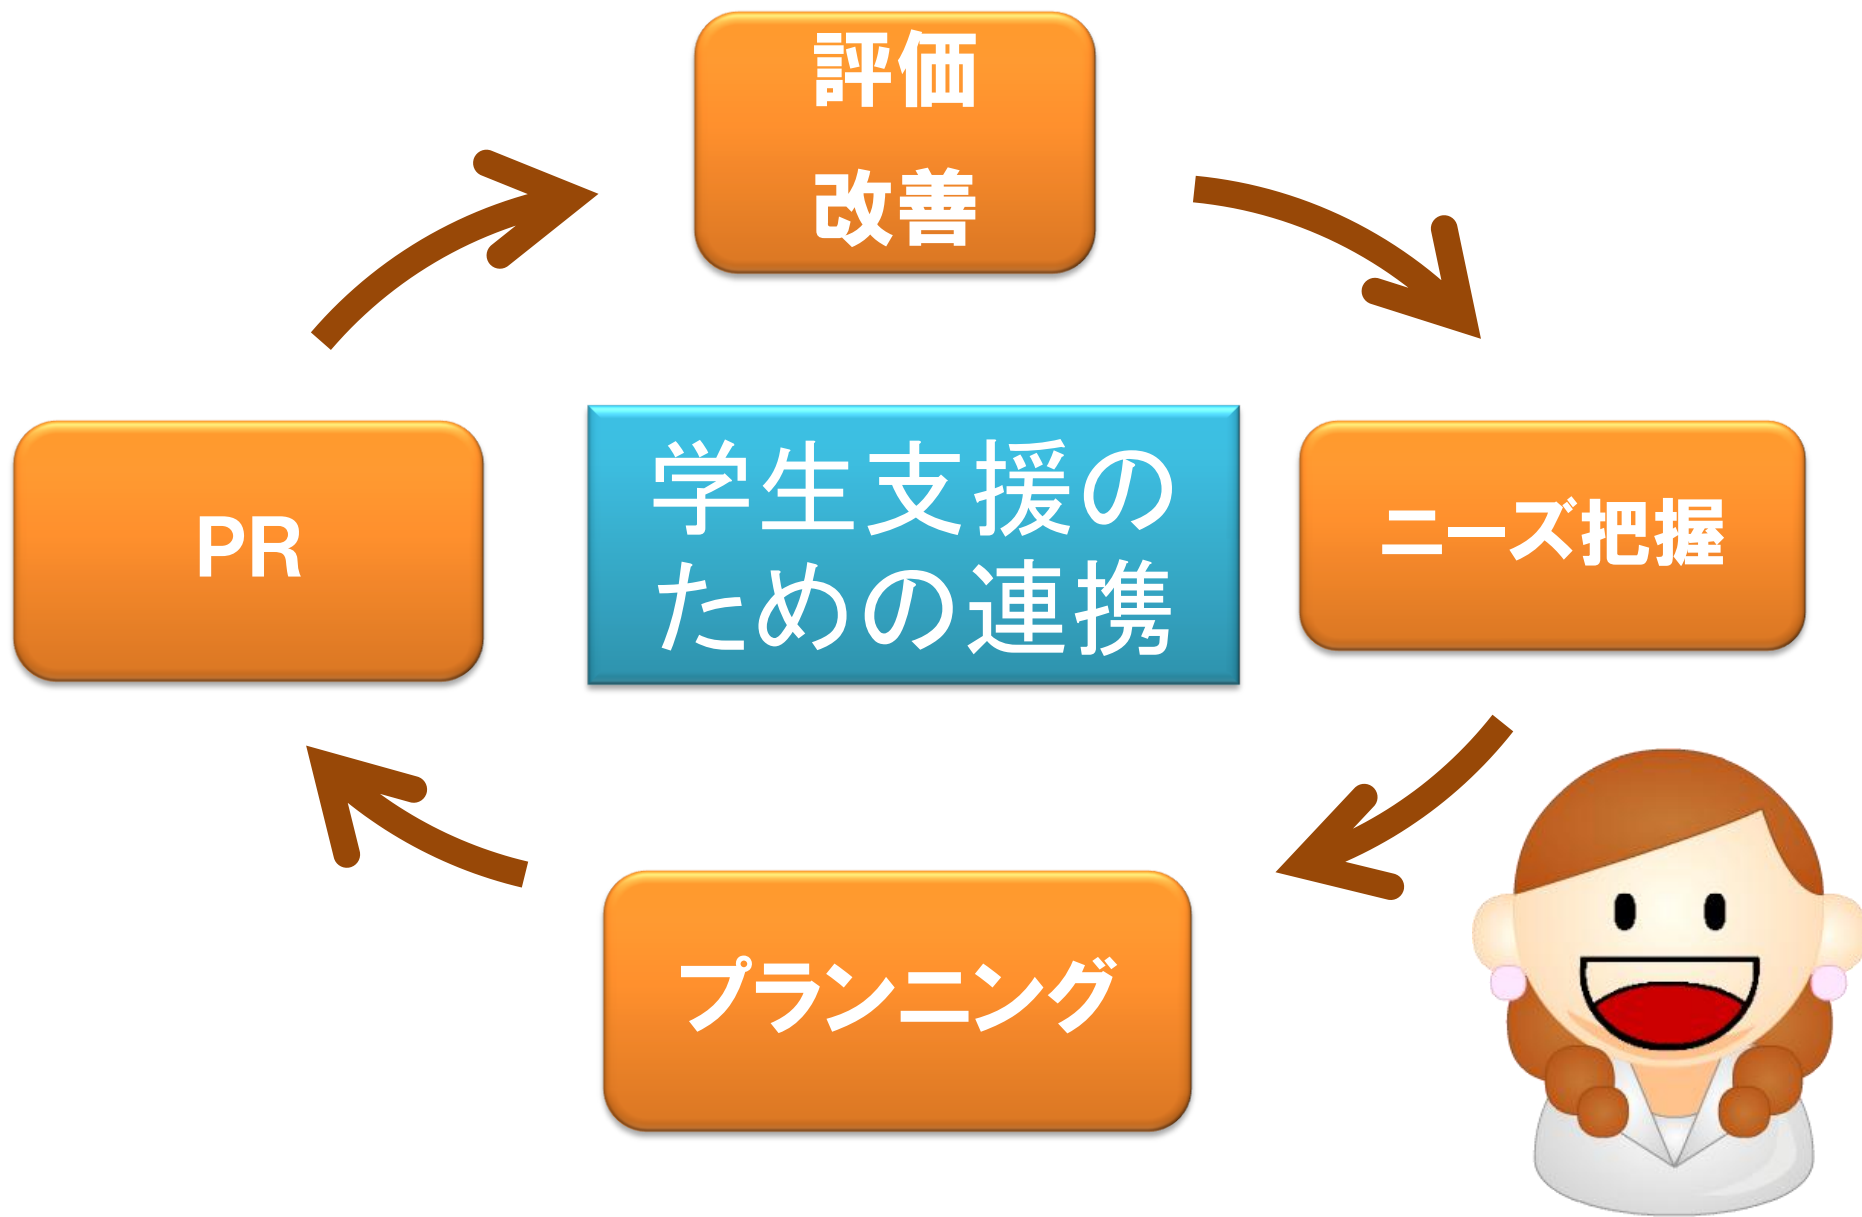 評価
改善
PR
学生支援の
ための連携
ニーズ把握
プランニング